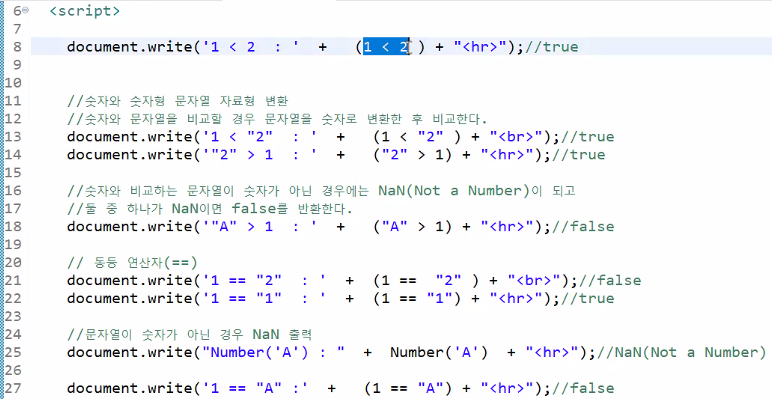 6 <script>
7
8 document.write('1 < 2  : '  +   (1 < 2 ) + "<hr>");//true
9
10
11 //숫자와 숫자형 문자열 자료형 변환
12 //숫자와 문자열을 비교할 경우 문자열을 숫자로 변환한 후 비교한다.
13 document.write('1 < "2"  : '  +   (1 < "2" ) + "<br>");//true
14 document.write('"2" > 1  : '  +   ("2" > 1) + "<hr>");//true
15
16 //숫자와 비교하는 문자열이 숫자가 아닌 경우에는 NaN(Not a Number)이 되고
17 //둘 중 하나가 NaN이면 false를 반환한다.
18 document.write('"A" > 1  : '  +   ("A" > 1) + "<hr>");//false
19
20 // 동등 연산자(==)
21 document.write('1 == "2"  : '  +  (1 ==  "2" ) + "<br>");//false
22 document.write('1 == "1"  : '  +  (1 == "1") + "<hr>");//true
23
24 //문자열이 숫자가 아닌 경우 NaN 출력
25 document.write("Number('A') : "  +  Number('A')  + "<hr>");//NaN(Not a Number)
26
27 document.write('1 == "A" :'  +   (1 == "A") + "<hr>");//false